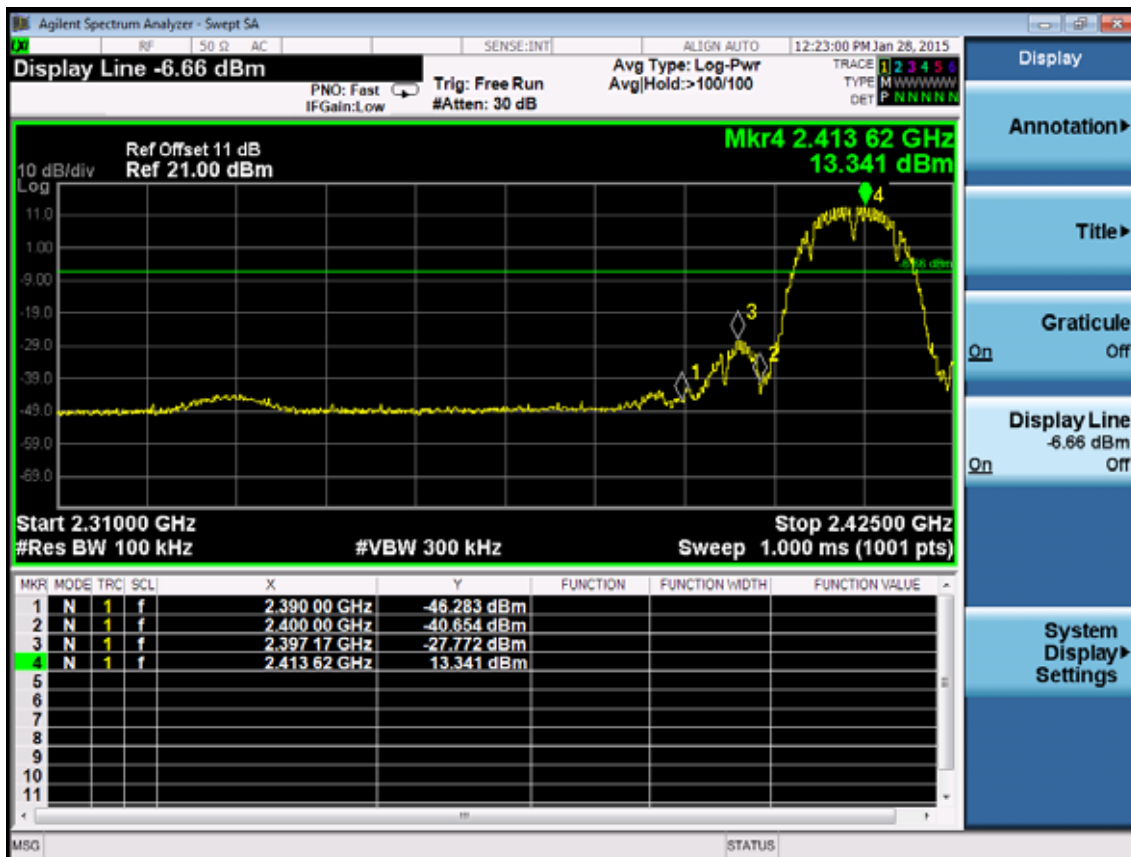 Agilent Spectrum Analyzer - Swept SA
RF 50 Ω AC SENSE:INT ALIGN AUTO 12:23:00 PM Jan 28, 2015
Display Line -6.66 dBm
PNO: Fast
IFGain:Low
Trig: Free Run
#Atten: 30 dB
Avg Type: Log-Pwr
Avg|Hold:>100/100
TRACE 1 2 3 4 5 6
TYPE M WWWWW
DET P N N N N N
Mkr4 2.413 62 GHz
13.341 dBm
Ref Offset 11 dB
Ref 21.00 dBm
10 dB/div
Log
11.0
1.00
-9.00
-19.0
-29.0
-39.0
-49.0
-59.0
-69.0
4
-6.66 dBm
3
2
1
Start 2.31000 GHz
Stop 2.42500 GHz
#Res BW 100 kHz
#VBW 300 kHz
Sweep 1.000 ms (1001 pts)
MKR MODE TRC SCL X Y FUNCTION FUNCTION WIDTH FUNCTION VALUE
1 N 1 f 2.390 00 GHz -46.283 dBm
2 N 1 f 2.400 00 GHz -40.654 dBm
3 N 1 f 2.397 17 GHz -27.772 dBm
4 N 1 f 2.413 62 GHz 13.341 dBm
5
6
7
8
9
10
11
MSG
STATUS
Display
Annotation
Title
Graticule
On Off
Display Line
-6.66 dBm
On Off
System
Display
Settings